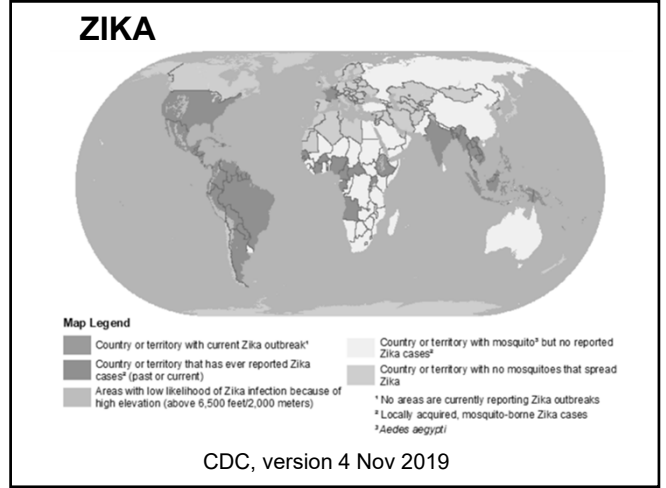 ZIKA
Map Legend
Country or territory with current Zika outbreak¹
Country or territory that has ever reported Zika
cases² (past or current)
Areas with low likelihood of Zika infection because of
high elevation (above 6,500 feet/2,000 meters)
Country or territory with mosquito³ but no reported
Zika cases²
Country or territory with no mosquitoes that spread
Zika
¹ No areas are currently reporting Zika outbreaks
² Locally acquired, mosquito-borne Zika cases
³ Aedes aegypti
CDC, version 4 Nov 2019